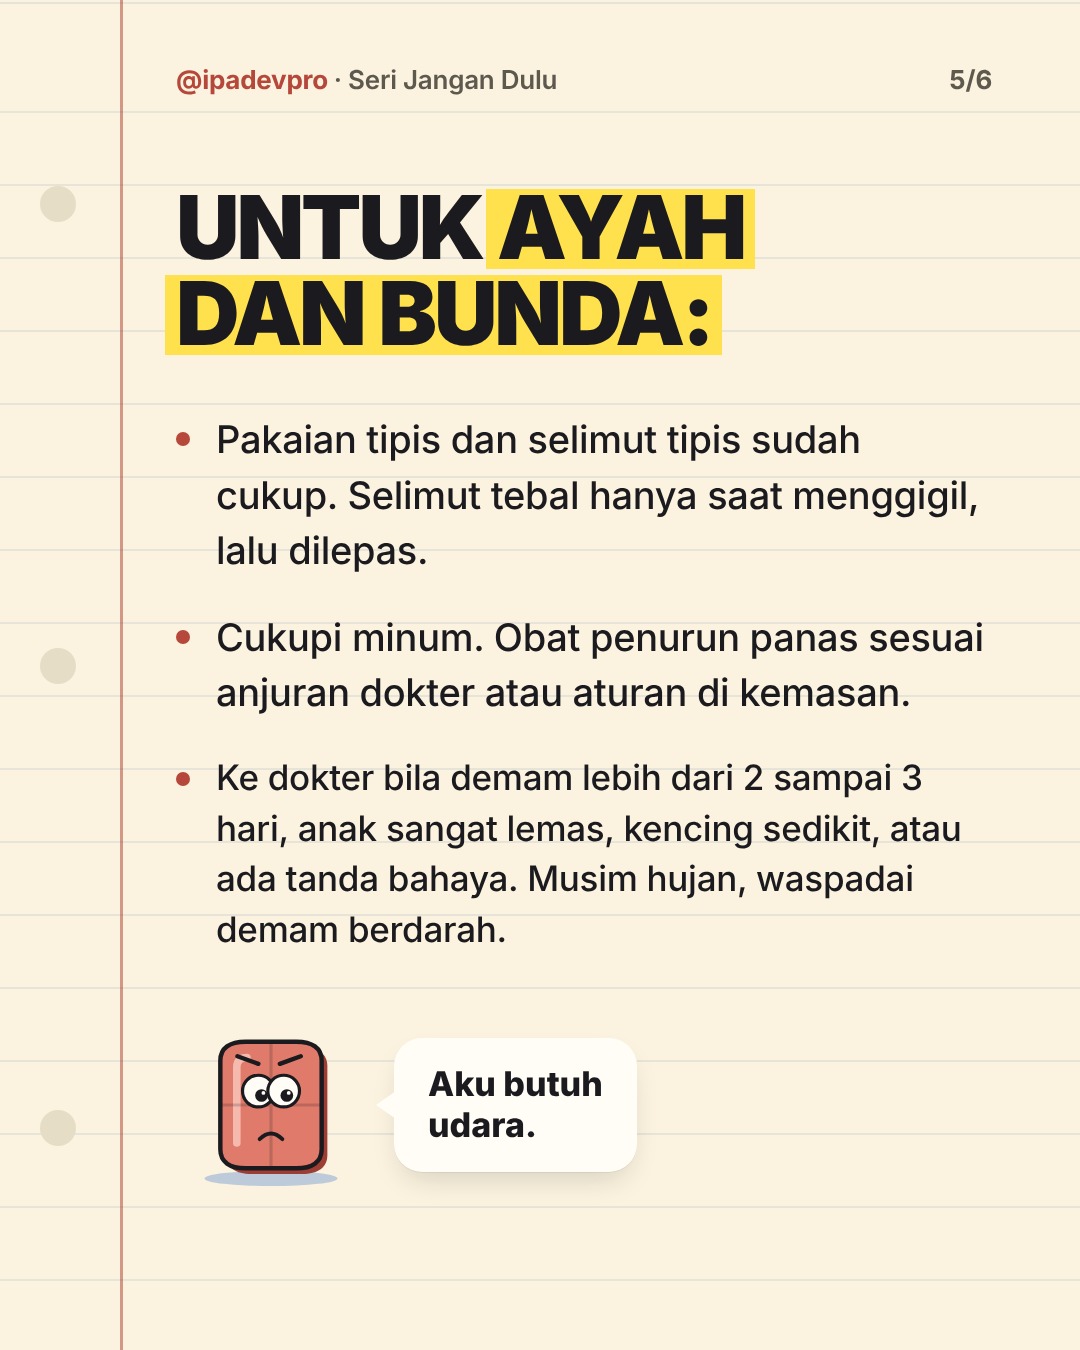 @ipadevpro · Seri Jangan Dulu
5/6
UNTUK AYAH
DAN BUNDA:
• Pakaian tipis dan selimut tipis sudah
cukup. Selimut tebal hanya saat menggigil,
lalu dilepas.
• Cukupi minum. Obat penurun panas sesuai
anjuran dokter atau aturan di kemasan.
• Ke dokter bila demam lebih dari 2 sampai 3
hari, anak sangat lemas, kencing sedikit, atau
ada tanda bahaya. Musim hujan, waspadai
demam berdarah.
Aku butuh
udara.